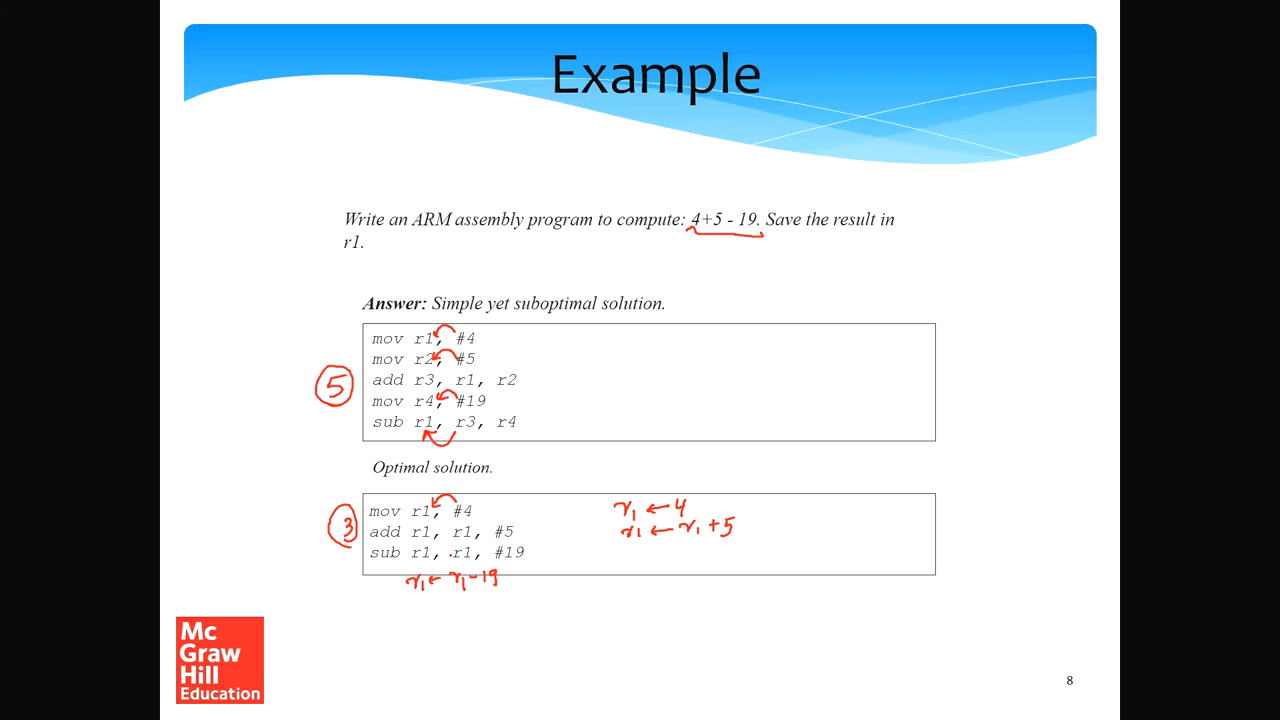 Example
Write an ARM assembly program to compute: 4+5 - 19. Save the result in
r1.
Answer: Simple yet suboptimal solution.
mov r1, #4
mov r2, #5
add r3, r1, r2
mov r4, #19
sub r1, r3, r4
5
Optimal solution.
mov r1, #4
add r1, r1, #5
sub r1, r1, #19
3
r1 ← 4
r1 ← r1 + 5
r1 ← r1 - 19
Mc
Graw
Hill
Education
8